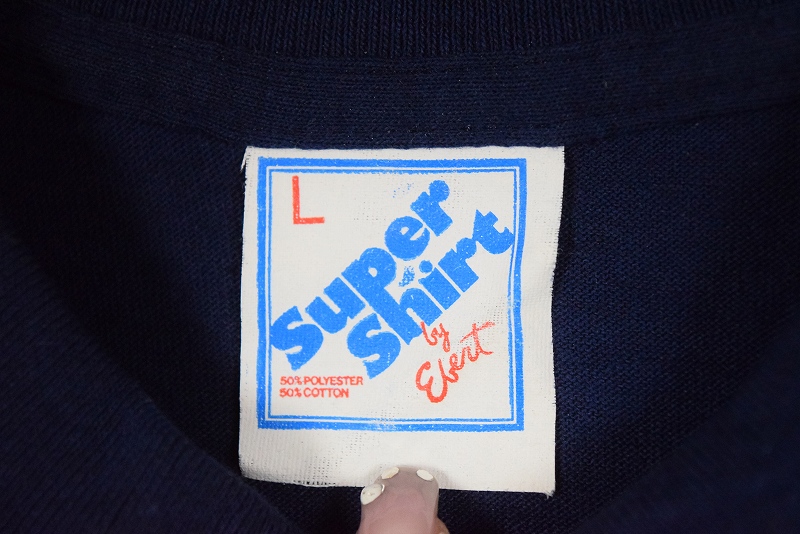 L
Super
Shirt
by
Ebert
50% POLYESTER
50% COTTON